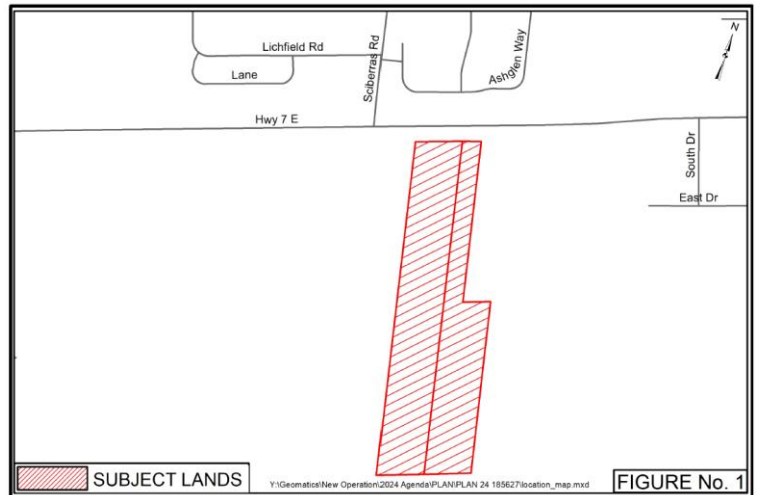 N
Lichfield Rd
Sciberras Rd
Ashglen Way
Lane
Hwy 7 E
South Dr
East Dr
SUBJECT LANDS
Y:\Geomatics\New Operation\2024 Agenda\PLAN\PLAN 24 185627\location_map.mxd
FIGURE No. 1